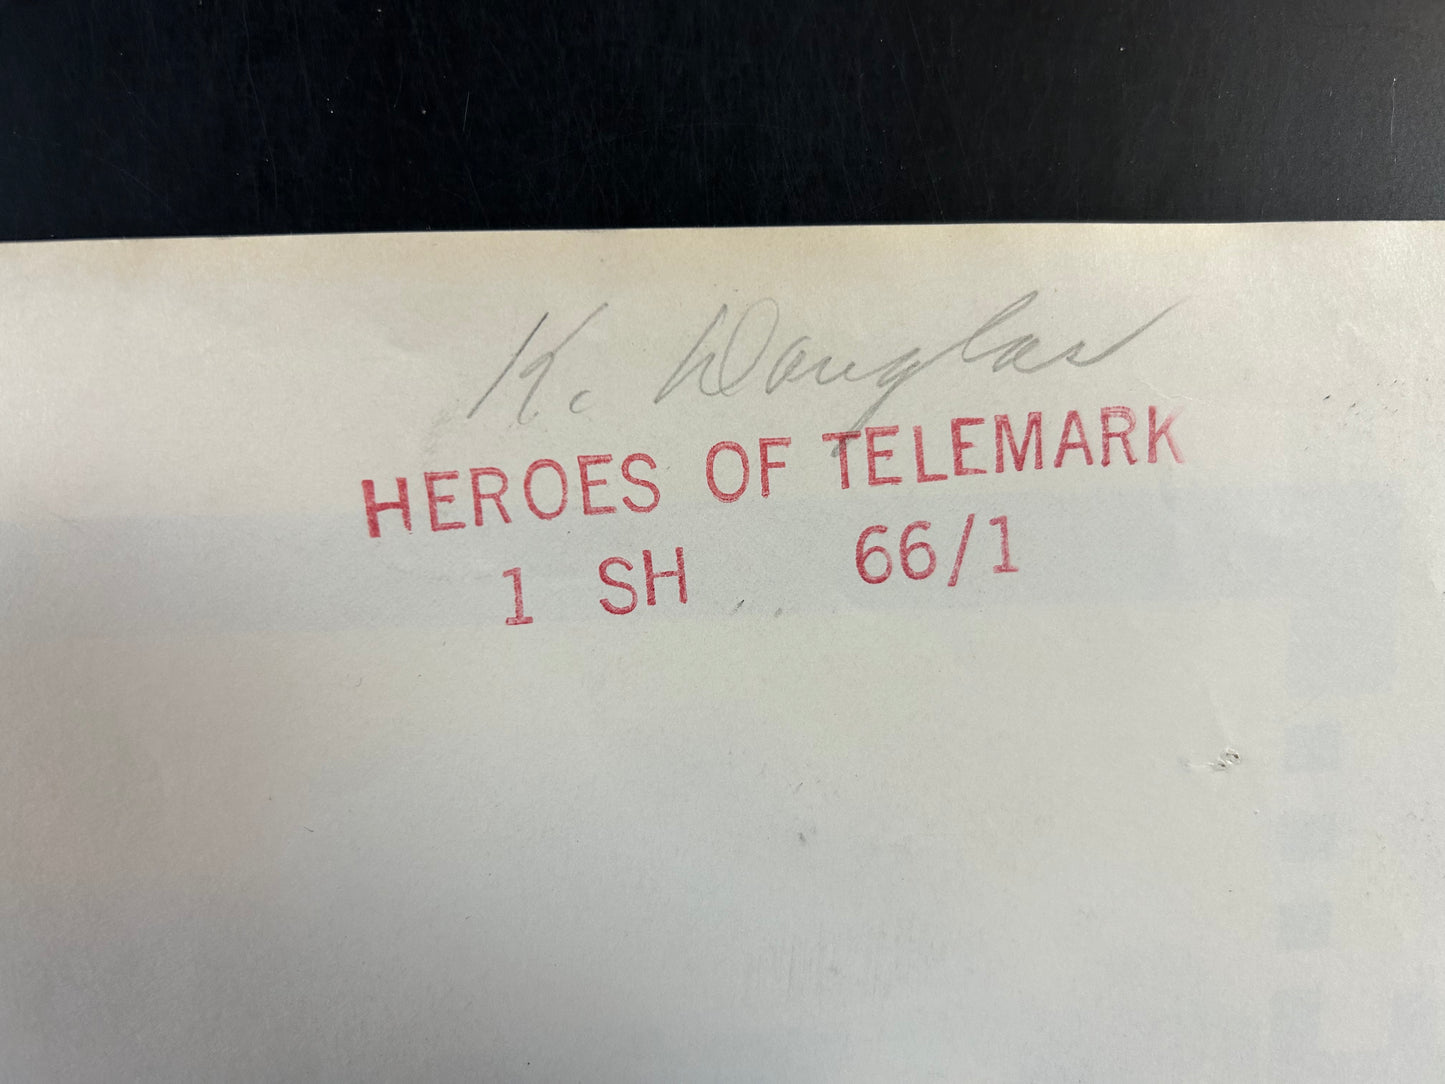 K. Douglas
HEROES OF TELEMARK
1 SH 66/1